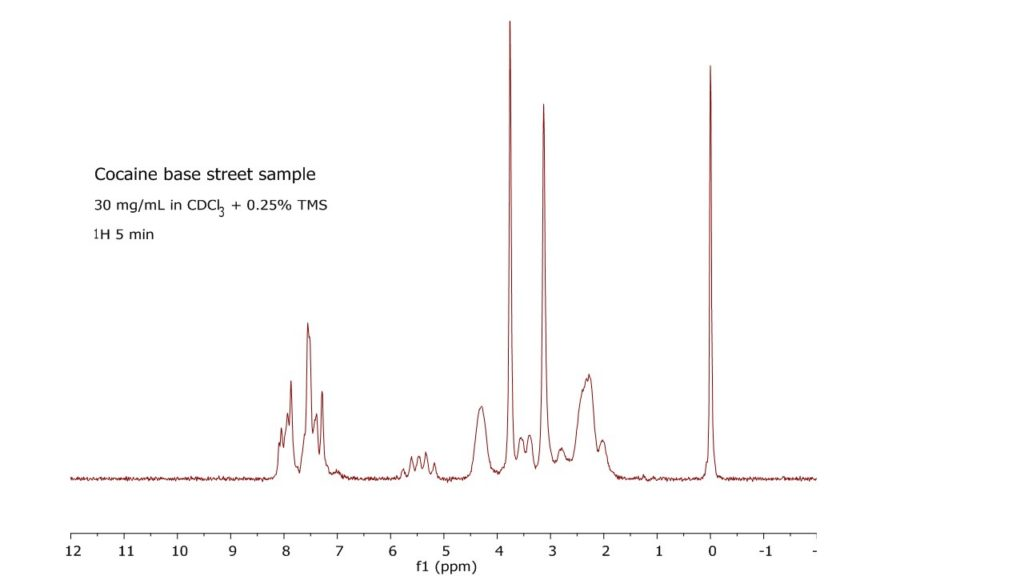 Cocaine base street sample
30 mg/mL in CDCl3 + 0.25% TMS
1H 5 min
12 11 10 9 8 7 6 5 4 3 2 1 0 -1 -
f1 (ppm)